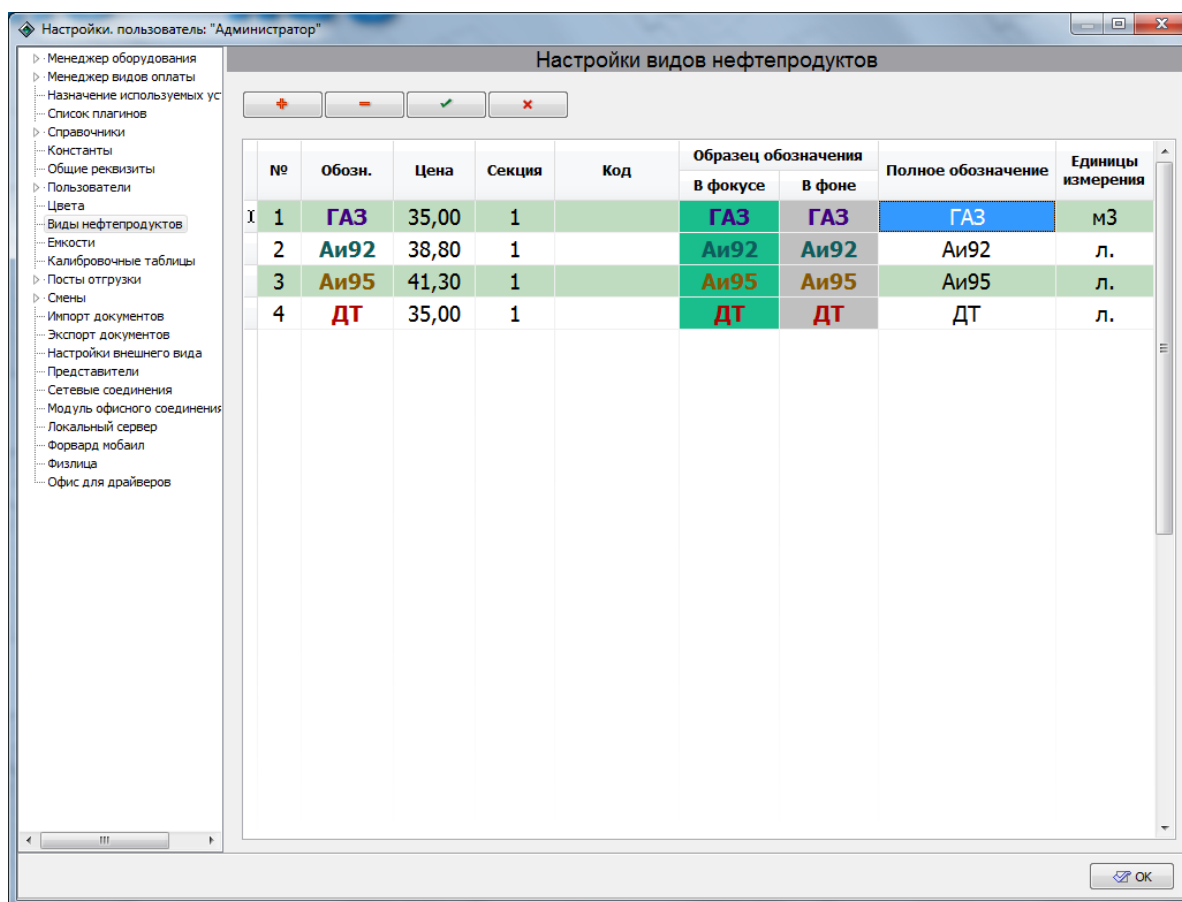 Настройки. пользователь: "Администратор"
Менеджер оборудования
Менеджер видов оплаты
Назначение используемых ус
Список плагинов
Справочники
Константы
Общие реквизиты
Пользователи
Цвета
Виды нефтепродуктов
Емкости
Калибровочные таблицы
Посты отгрузки
Смены
Импорт документов
Экспорт документов
Настройки внешнего вида
Представители
Сетевые соединения
Модуль офисного соединения
Локальный сервер
Форвард мобаил
Физлица
Офис для драйверов
Настройки видов нефтепродуктов
№ Обозн. Цена Секция Код Образец обозначения Полное обозначение Единицы измерения
В фокусе В фоне
1 ГАЗ 35,00 1 ГАЗ ГАЗ ГАЗ м3
2 Аи92 38,80 1 Аи92 Аи92 Аи92 л.
3 Аи95 41,30 1 Аи95 Аи95 Аи95 л.
4 ДТ 35,00 1 ДТ ДТ ДТ л.
OK